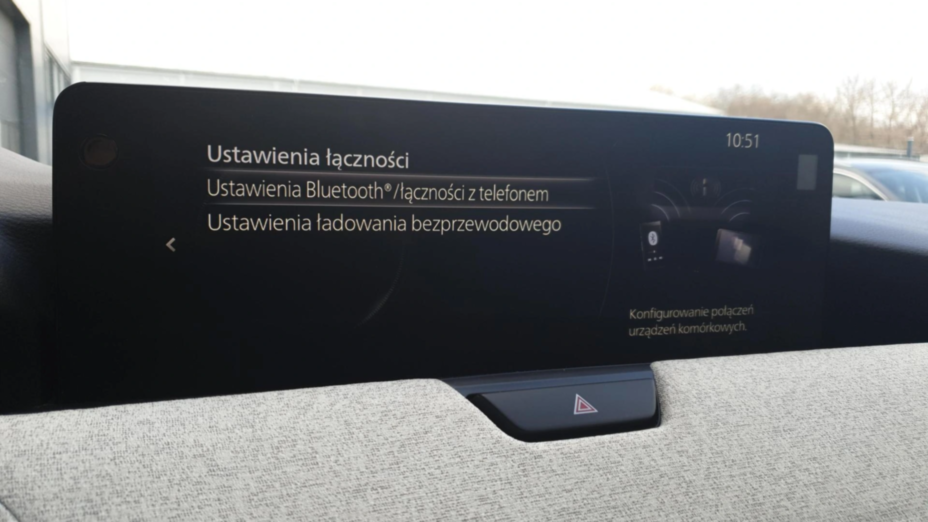 10:51
Ustawienia łączności
Ustawienia Bluetooth®/łączności z telefonem
Ustawienia ładowania bezprzewodowego
Konfigurowanie połączeń
urządzeń komórkowych.